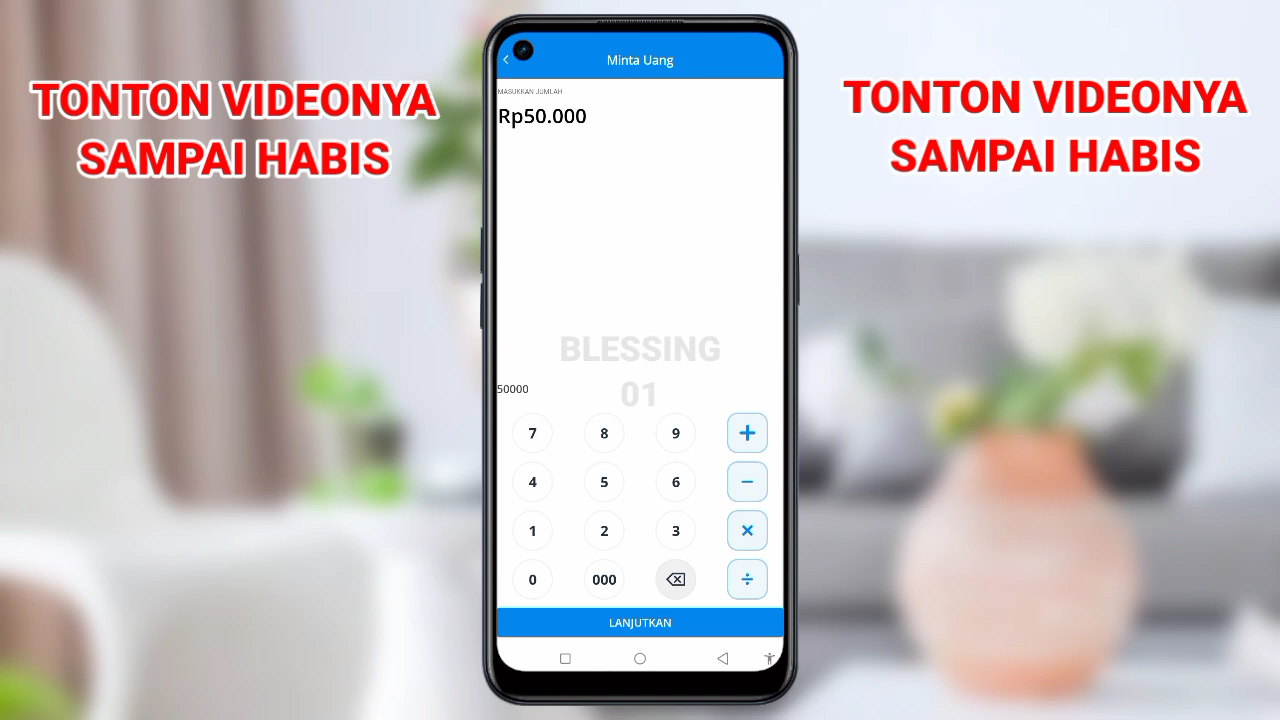 TONTON VIDEONYA
SAMPAI HABIS
TONTON VIDEONYA
SAMPAI HABIS
Minta Uang
MASUKKAN JUMLAH
Rp50.000
BLESSING
01
50000
7 8 9 +
4 5 6 −
1 2 3 ×
0 000 ÷
LANJUTKAN